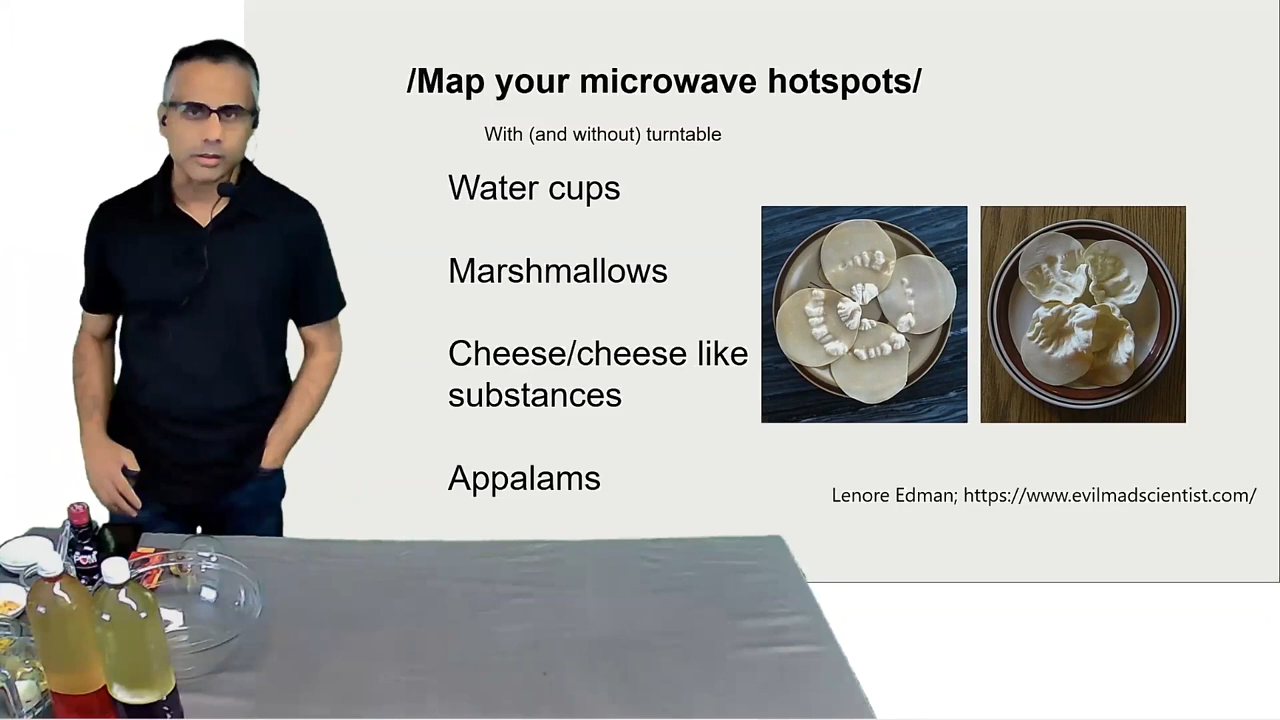 /Map your microwave hotspots/
With (and without) turntable
Water cups
Marshmallows
Cheese/cheese like
substances
Appalams
Lenore Edman; https://www.evilmadscientist.com/
POM